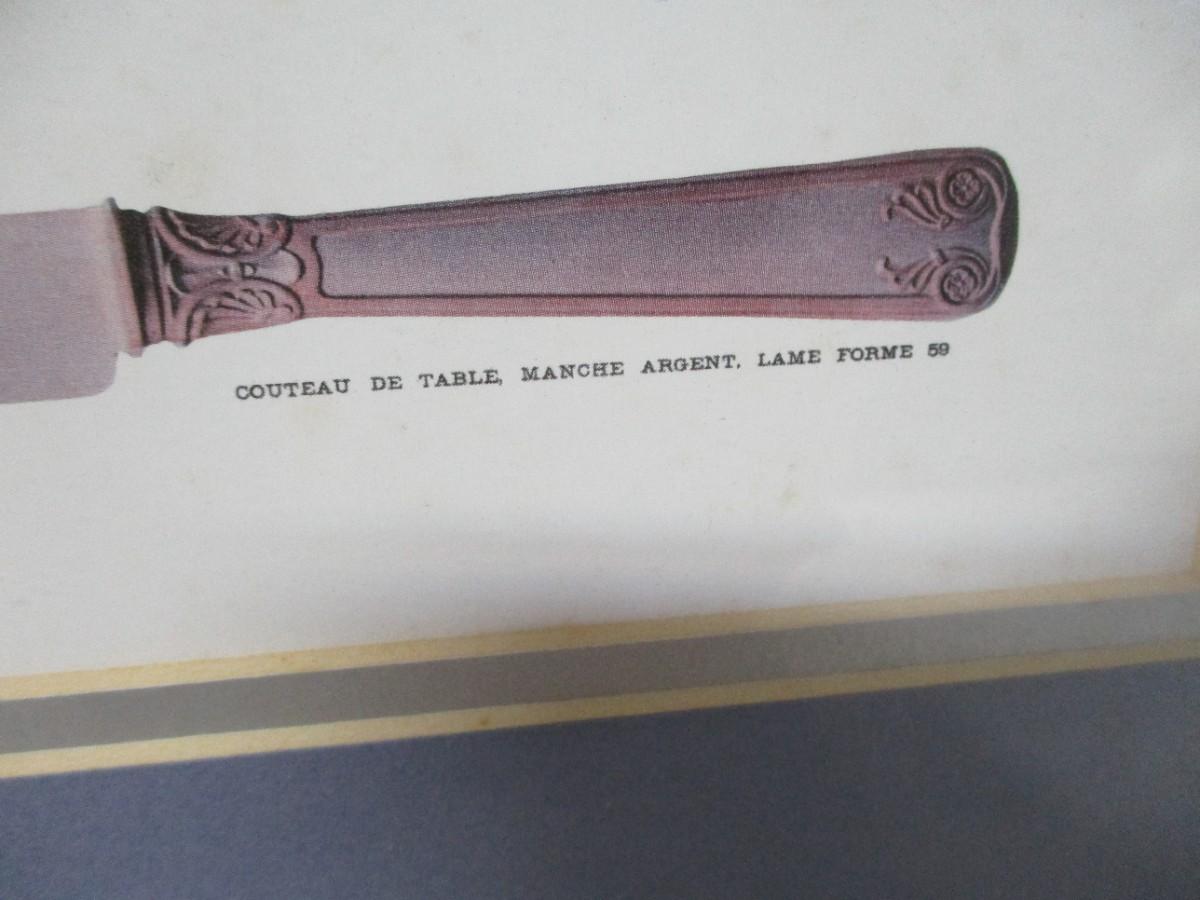 COUTEAU DE TABLE, MANCHE ARGENT, LAME FORME 59